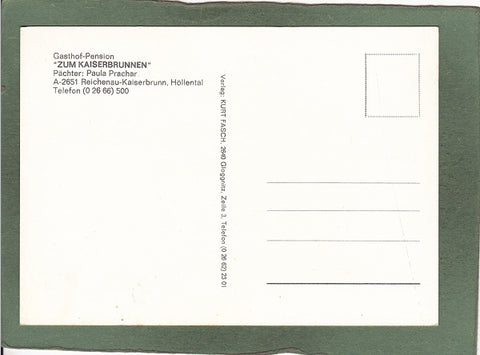 Gasthof-Pension
"ZUM KAISERBRUNNEN"
Pächter: Paula Prachar
A-2651 Reichenau-Kaiserbrunn, Höllental
Telefon (0 26 66) 500
Verlag: KURT FASCH, 2640 Gloggnitz, Zeile 3, Telefon (0 26 62) 23 01